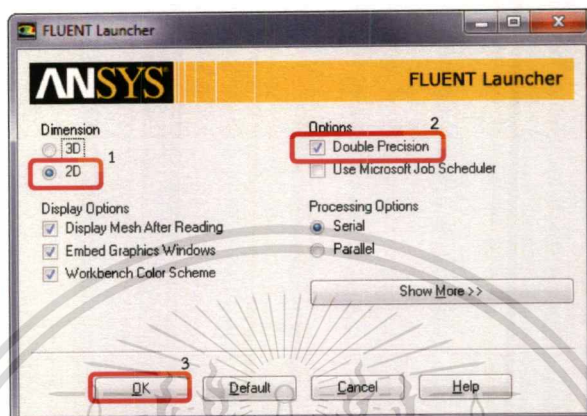 FLUENT Launcher
ANSYS
FLUENT Launcher
Dimension
3D
2D
1
Options
2
Double Precision
Use Microsoft Job Scheduler
Display Options
Display Mesh After Reading
Embed Graphics Windows
Workbench Color Scheme
Processing Options
Serial
Parallel
Show More >>
3
OK
Default
Cancel
Help